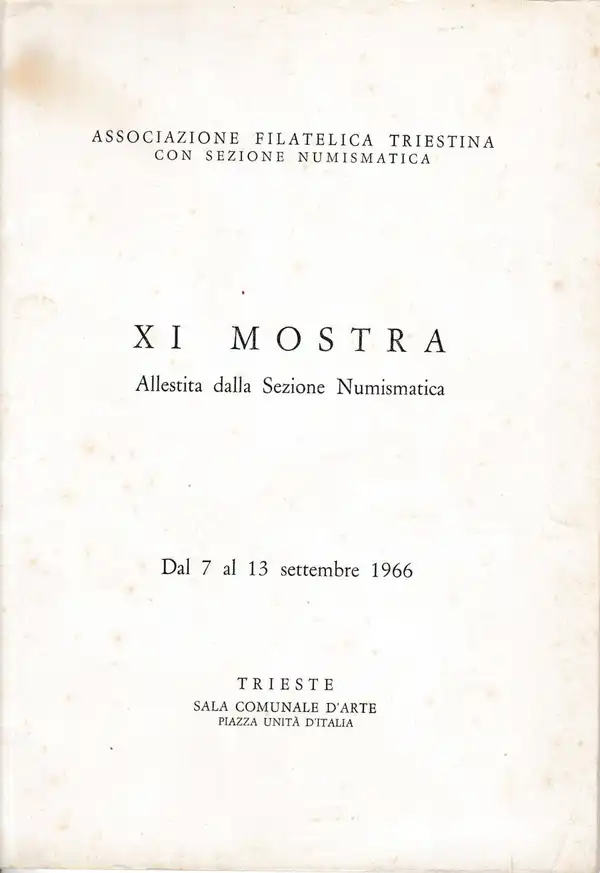 ASSOCIAZIONE FILATELICA TRIESTINA
CON SEZIONE NUMISMATICA
XI MOSTRA
Allestita dalla Sezione Numismatica
Dal 7 al 13 settembre 1966
TRIESTE
SALA COMUNALE D'ARTE
PIAZZA UNITÀ D'ITALIA